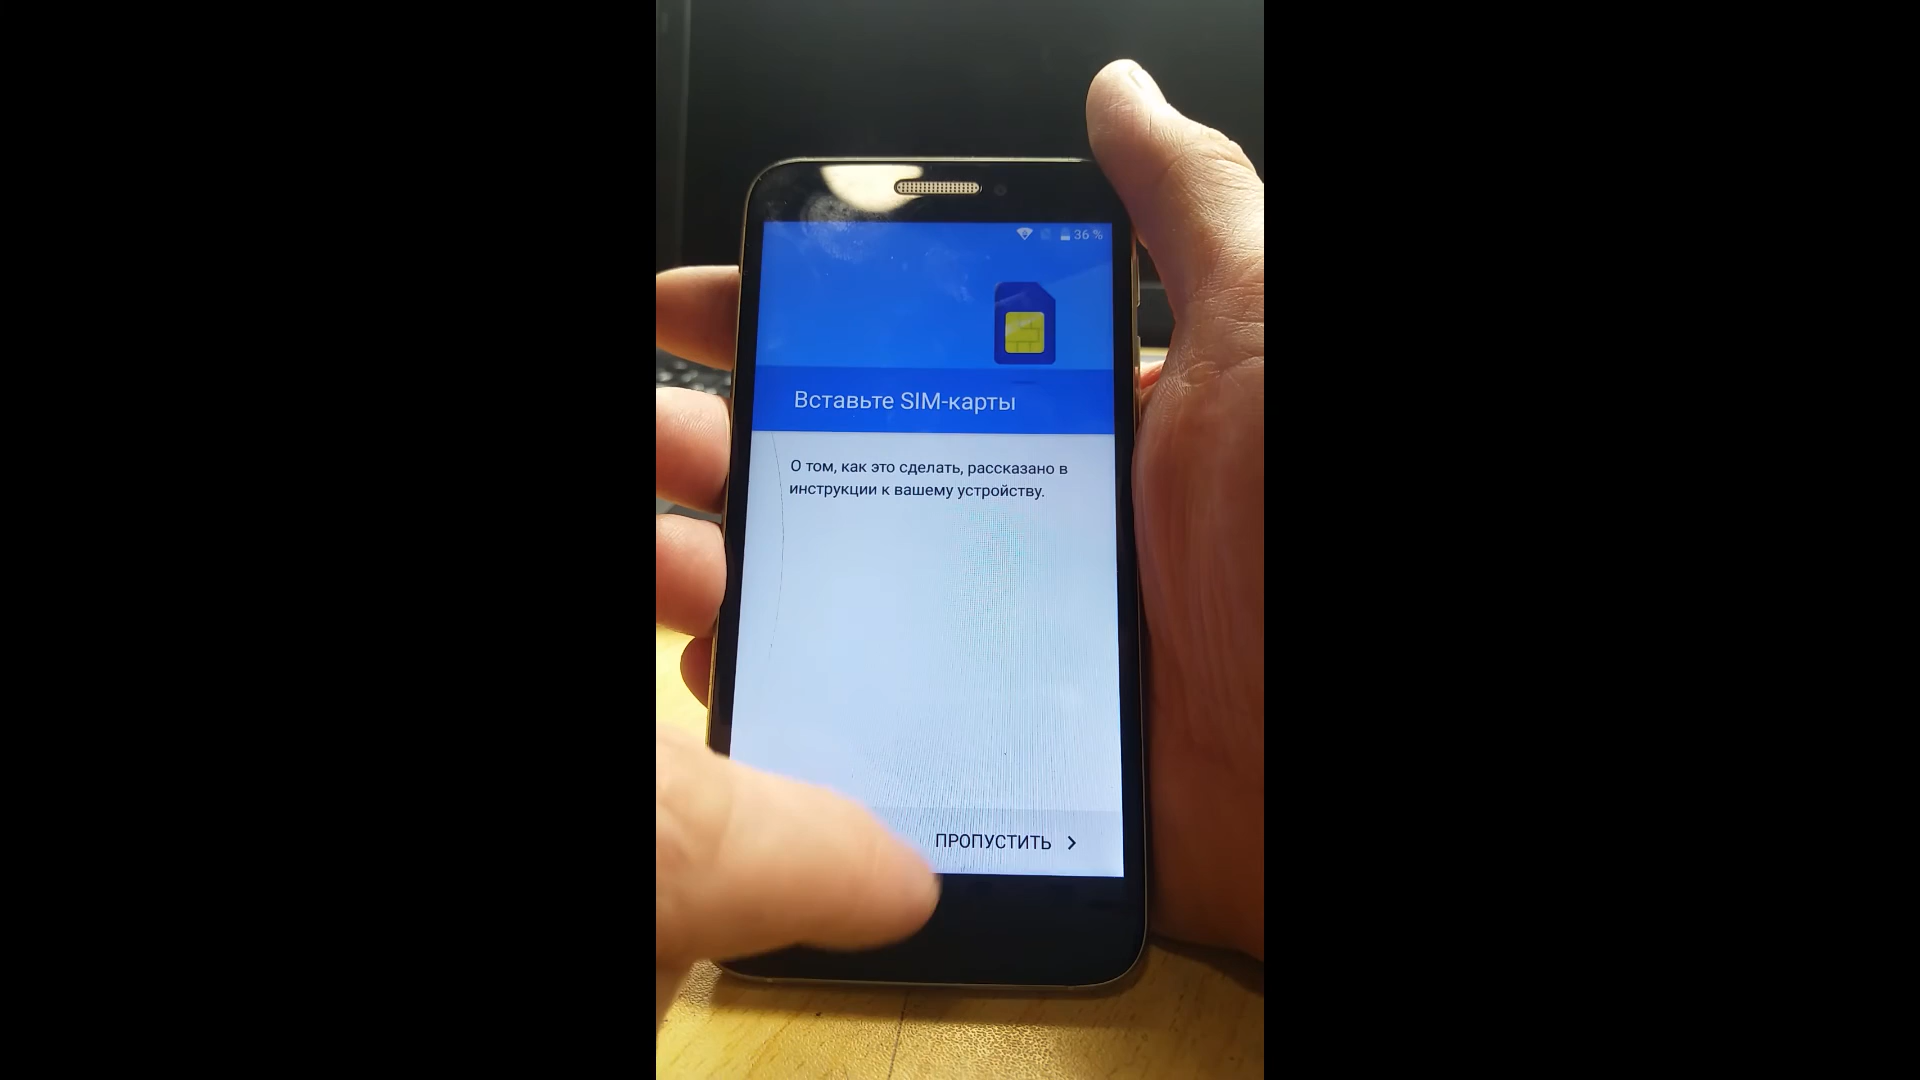 36 %
Вставьте SIM-карты
О том, как это сделать, рассказано в
инструкции к вашему устройству.
ПРОПУСТИТЬ